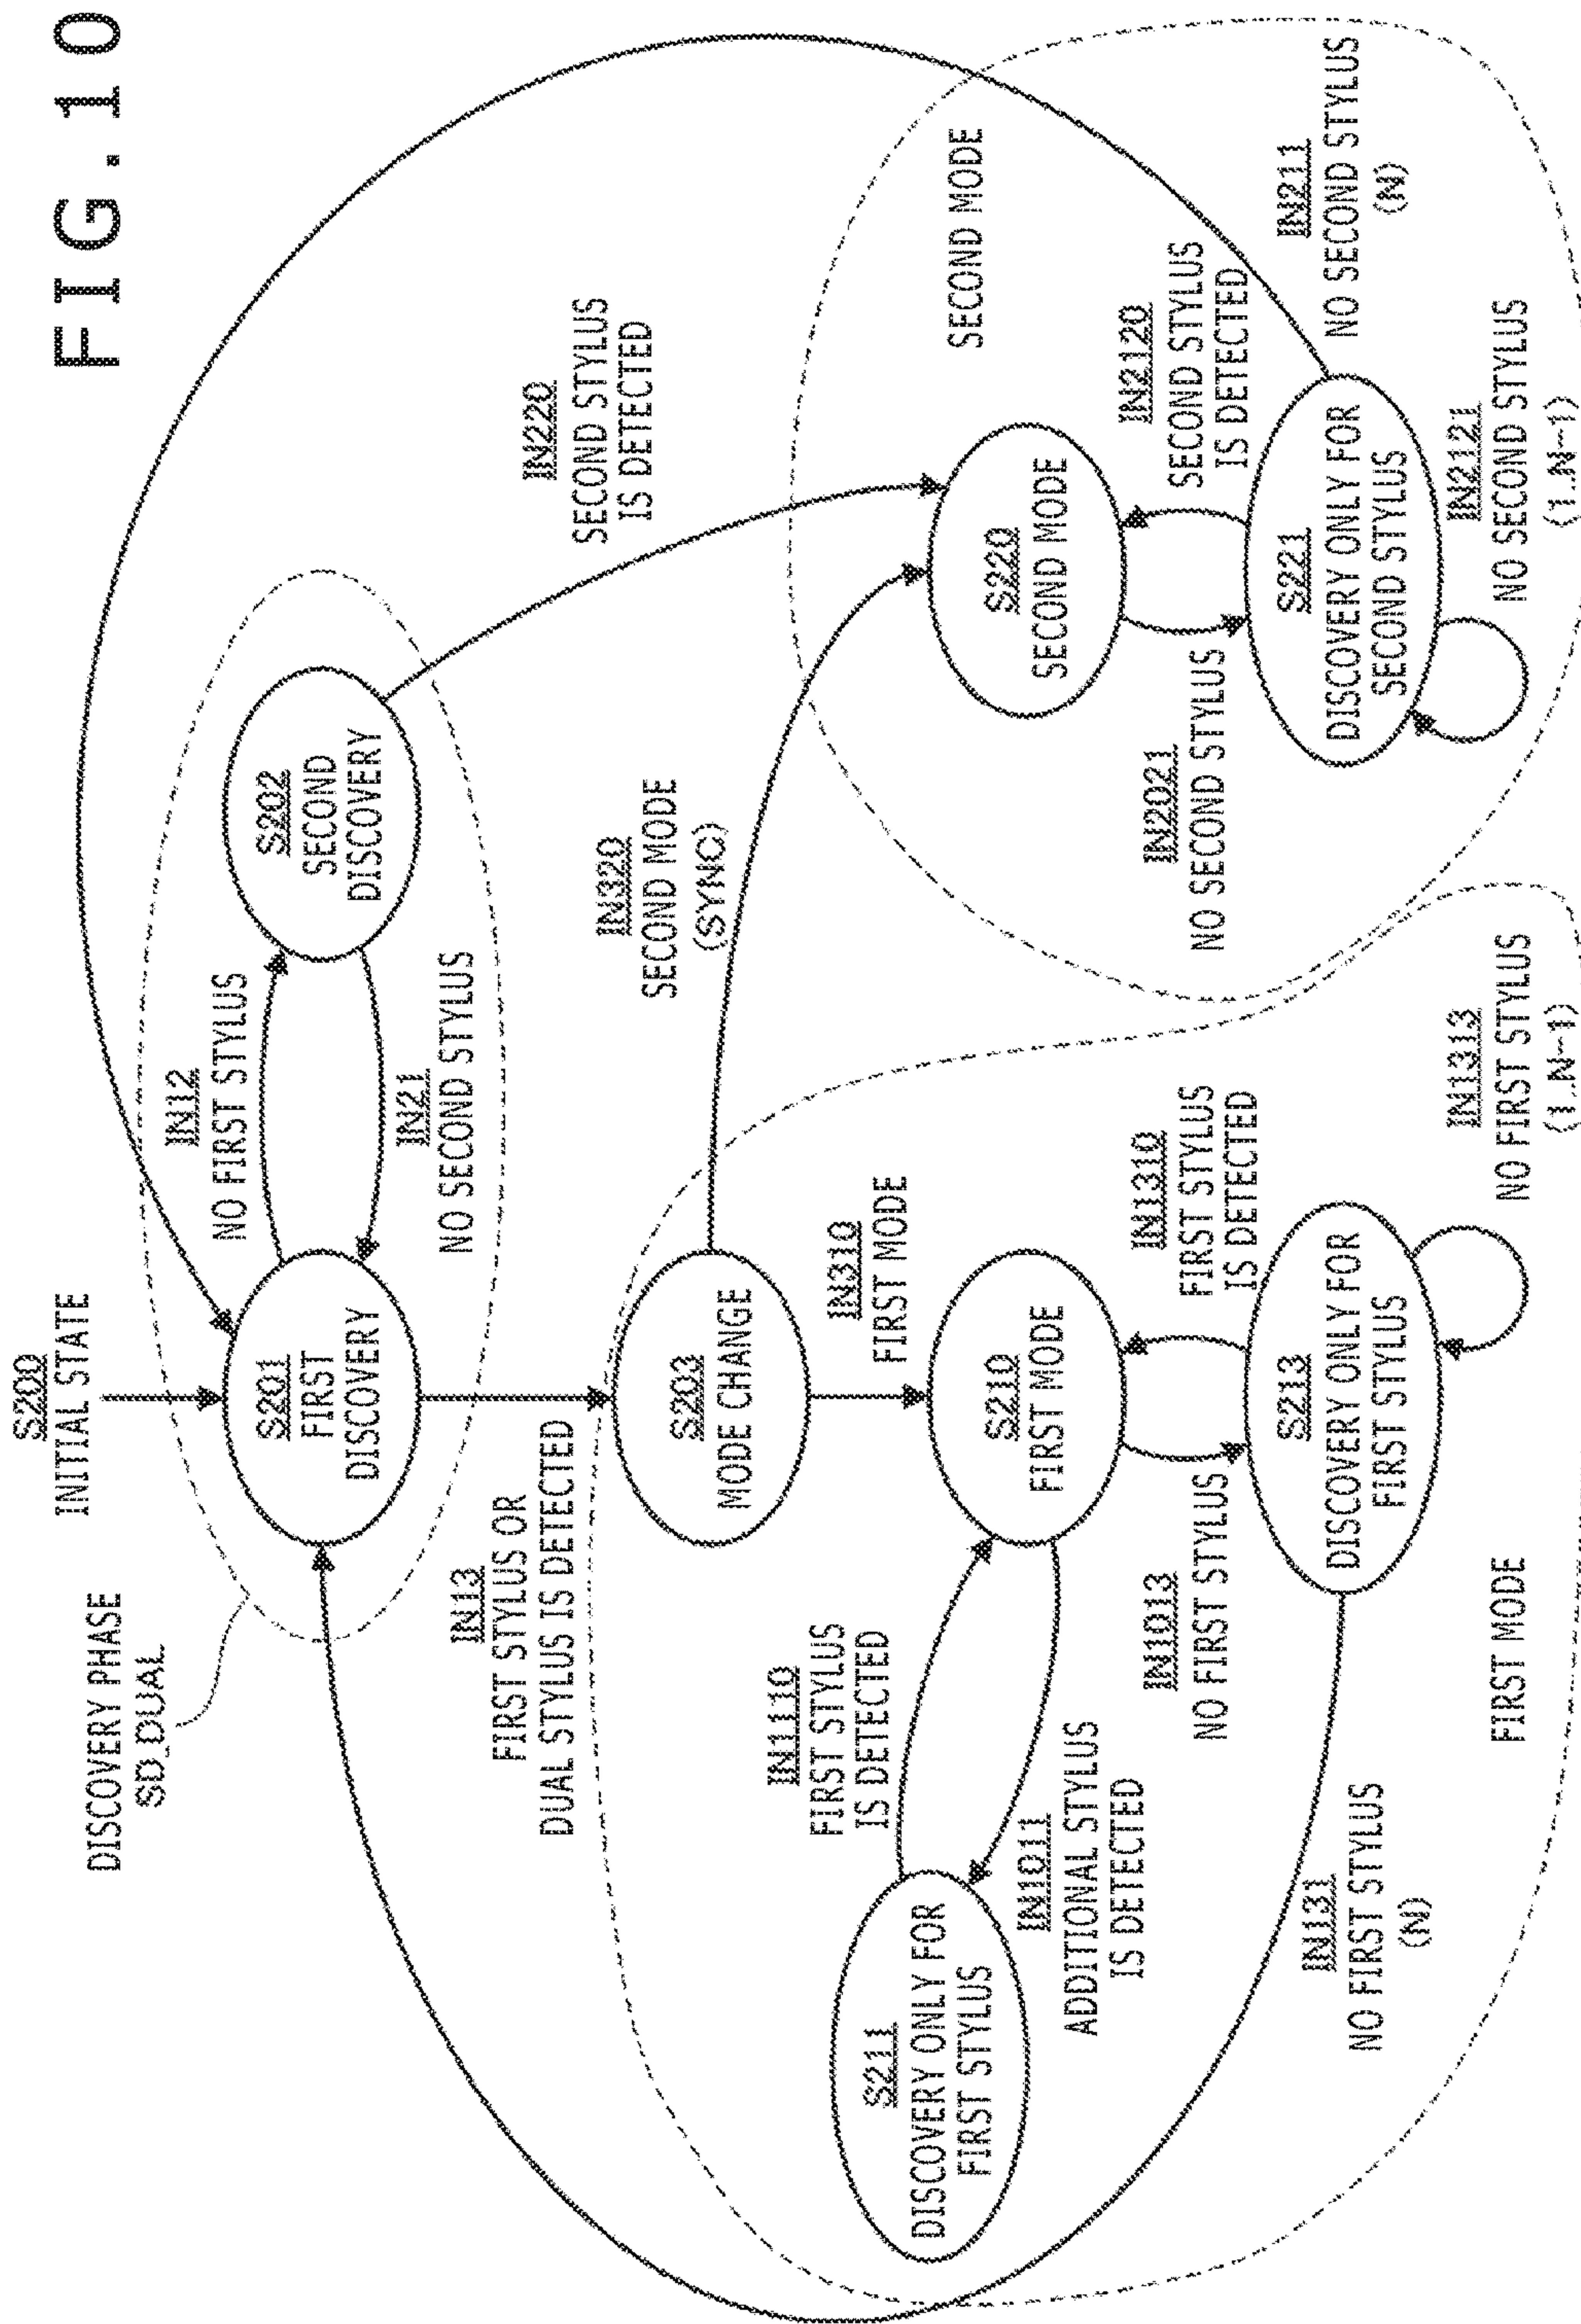 FIG.10
S200
INITIAL STATE
DISCOVERY PHASE
SD_DUAL
S201
FIRST
DISCOVERY
IN12
NO FIRST STYLUS
S202
SECOND
DISCOVERY
IN21
NO SECOND STYLUS
IN13
FIRST STYLUS OR
DUAL STYLUS IS DETECTED
IN220
SECOND STYLUS
IS DETECTED
IN320
SECOND MODE
(SYNC)
S203
MODE CHANGE
IN310
FIRST MODE
IN1110
FIRST STYLUS
IS DETECTED
S210
FIRST MODE
S211
DISCOVERY ONLY FOR
FIRST STYLUS
IN1011
ADDITIONAL STYLUS
IS DETECTED
IN1013
NO FIRST STYLUS
IN1310
FIRST STYLUS
IS DETECTED
S213
DISCOVERY ONLY FOR
FIRST STYLUS
IN131
NO FIRST STYLUS
(N)
IN1313
NO FIRST STYLUS
(1..N-1)
FIRST MODE
SECOND MODE
S220
SECOND MODE
IN2021
NO SECOND STYLUS
IN2120
SECOND STYLUS
IS DETECTED
S221
DISCOVERY ONLY FOR
SECOND STYLUS
IN211
NO SECOND STYLUS
(N)
IN2121
NO SECOND STYLUS
(1..N-1)